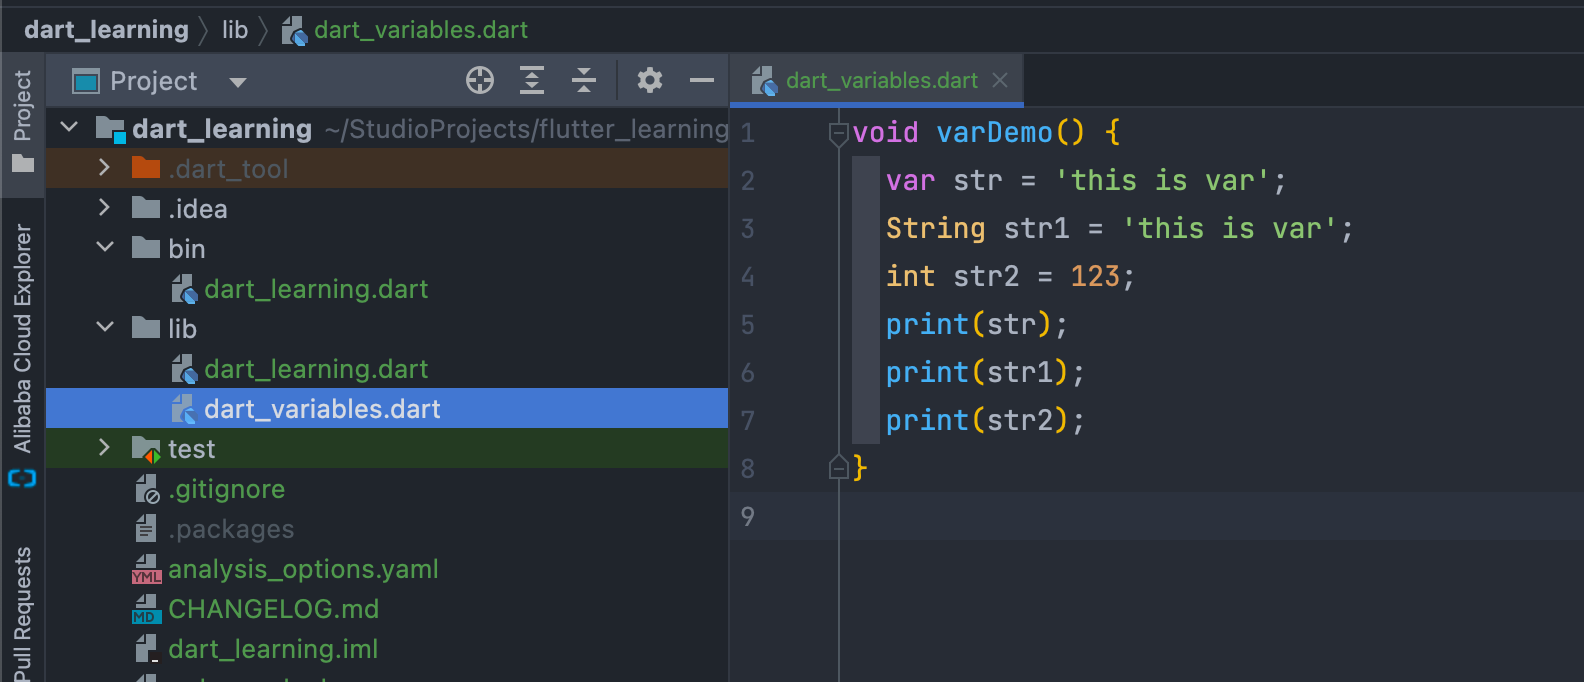 dart_learning lib dart_variables.dart
Project
Alibaba Cloud Explorer
Pull Requests
Project
dart_learning ~/StudioProjects/flutter_learning
.dart_tool
.idea
bin
dart_learning.dart
lib
dart_learning.dart
dart_variables.dart
test
.gitignore
.packages
YML analysis_options.yaml
MD CHANGELOG.md
dart_learning.iml
dart_variables.dart
1 void varDemo() {
2 var str = 'this is var';
3 String str1 = 'this is var';
4 int str2 = 123;
5 print(str);
6 print(str1);
7 print(str2);
8 }
9